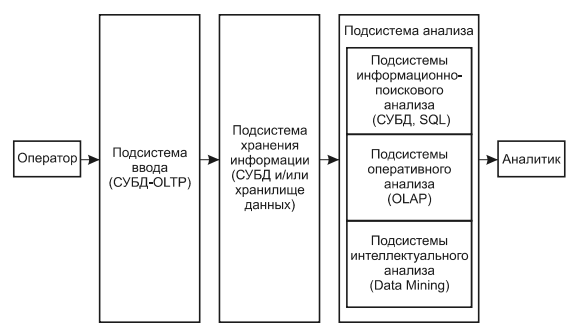 Оператор
Подсистема
ввода
(СУБД-OLTP)
Подсистема
хранения
информации
(СУБД и/или
хранилище
данных)
Подсистема анализа
Подсистемы
информационно-
поискового
анализа
(СУБД, SQL)
Подсистемы
оперативного
анализа
(OLAP)
Подсистемы
интеллектуального
анализа
(Data Mining)
Аналитик